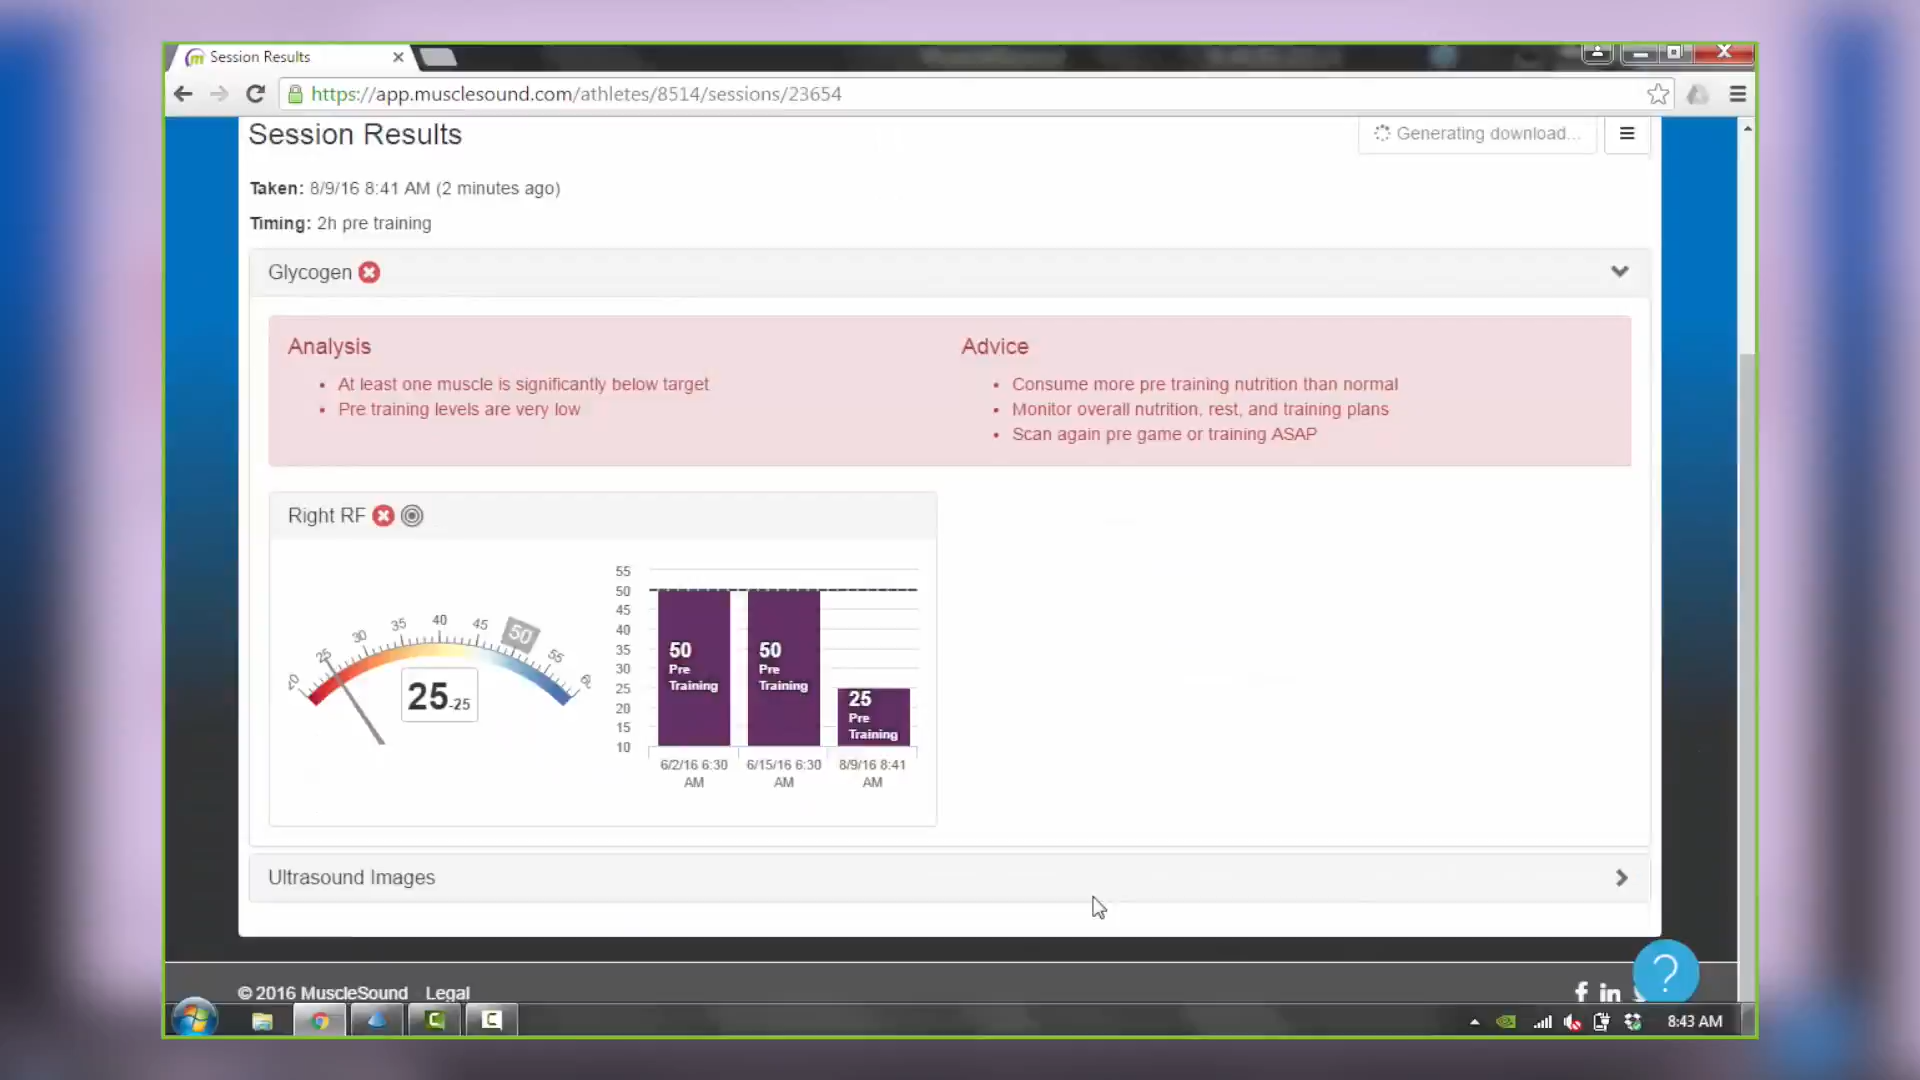 Session Results
https://app.musclesound.com/athletes/8514/sessions/23654
Session Results
Generating download...
Taken: 8/9/16 8:41 AM (2 minutes ago)
Timing: 2h pre training
Glycogen
Analysis
At least one muscle is significantly below target
Pre training levels are very low
Advice
Consume more pre training nutrition than normal
Monitor overall nutrition, rest, and training plans
Scan again pre game or training ASAP
Right RF
20 25 30 35 40 45 50 55 60
25 -25
55
50
45
40
35
30
25
20
15
10
50
Pre
Training
50
Pre
Training
25
Pre
Training
6/2/16 6:30
AM
6/15/16 6:30
AM
8/9/16 8:41
AM
Ultrasound Images
© 2016 MuscleSound Legal
8:43 AM